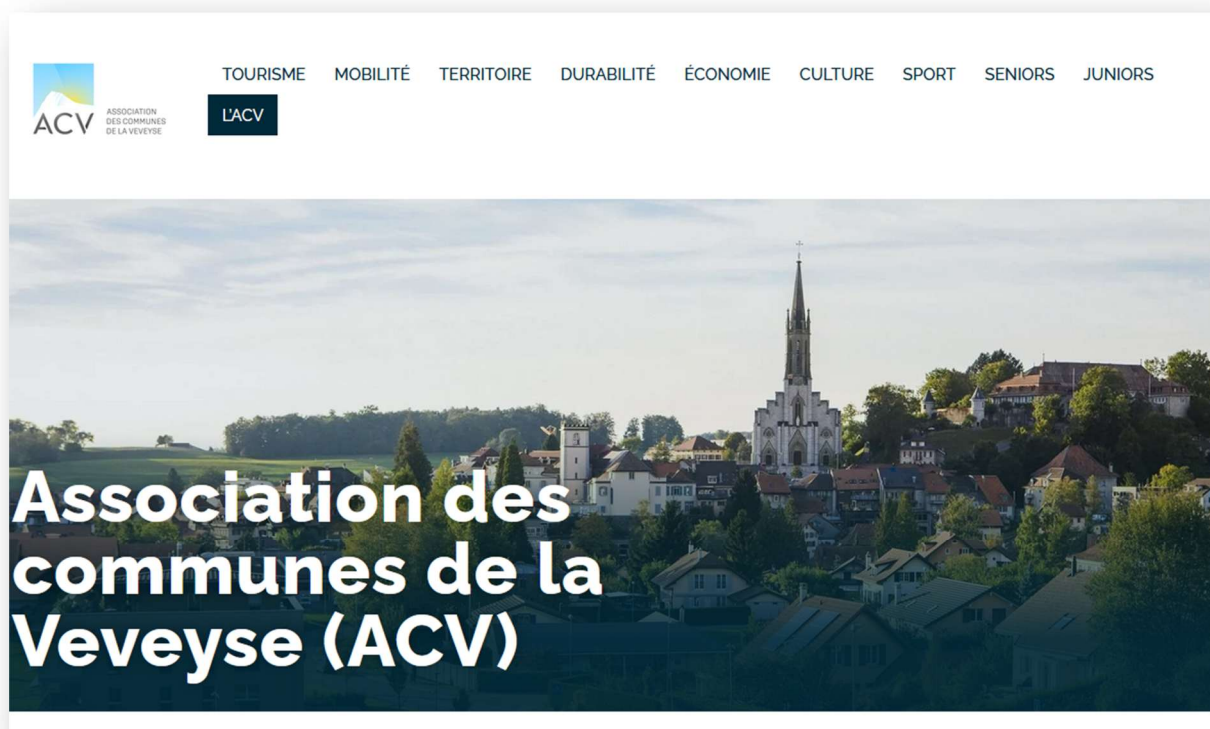 TOURISME MOBILITÉ TERRITOIRE DURABILITÉ ÉCONOMIE CULTURE SPORT SENIORS JUNIORS
L'ACV
ACV
ASSOCIATION
DES COMMUNES
DE LA VEVEYSE
Association des
communes de la
Veveyse (ACV)